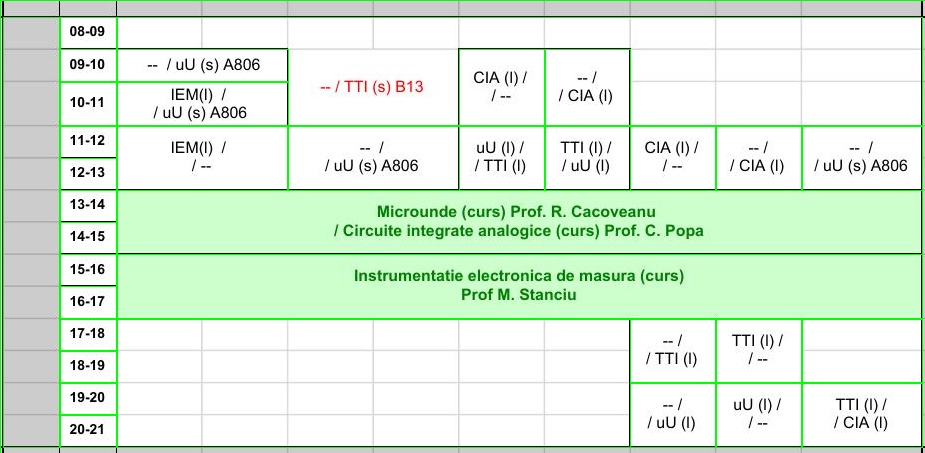 08-09
09-10
-- / uU (s) A806
-- / TTI (s) B13
CIA (l) /
/ --
-- /
/ CIA (l)
10-11
IEM(l) /
/ uU (s) A806
11-12
IEM(l) /
/ --
-- /
/ uU (s) A806
uU (l) /
/ TTI (l)
TTI (l) /
/ uU (l)
CIA (l) /
/ --
-- /
/ CIA (l)
-- /
/ uU (s) A806
12-13
13-14
Microunde (curs) Prof. R. Cacoveanu
/ Circuite integrate analogice (curs) Prof. C. Popa
14-15
15-16
Instrumentatie electronica de masura (curs)
Prof M. Stanciu
16-17
17-18
-- /
/ TTI (l)
TTI (l) /
/ --
18-19
19-20
-- /
/ uU (l)
uU (l) /
/ --
TTI (l) /
/ CIA (l)
20-21